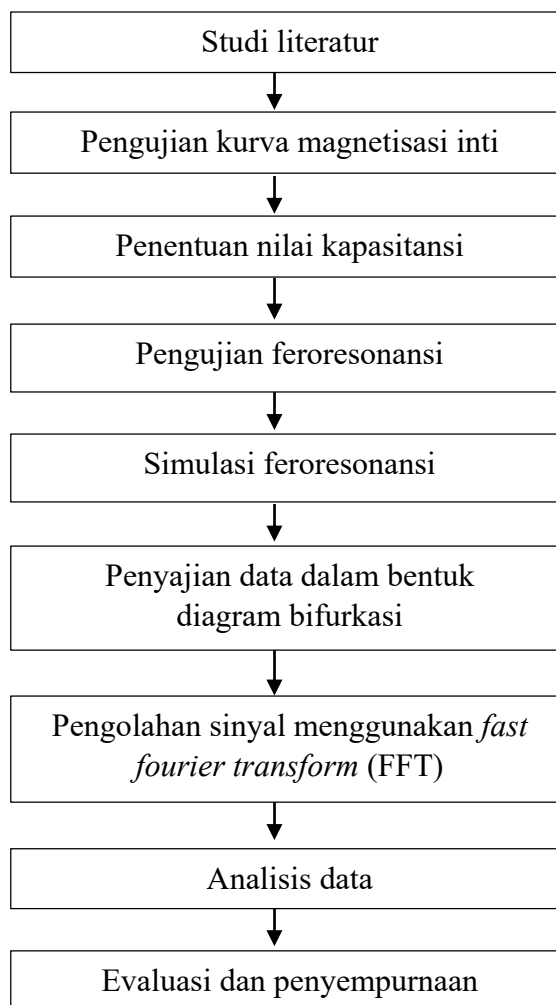 Studi literatur
Pengujian kurva magnetisasi inti
Penentuan nilai kapasitansi
Pengujian feroresonansi
Simulasi feroresonansi
Penyajian data dalam bentuk
diagram bifurkasi
Pengolahan sinyal menggunakan fast
fourier transform (FFT)
Analisis data
Evaluasi dan penyempurnaan